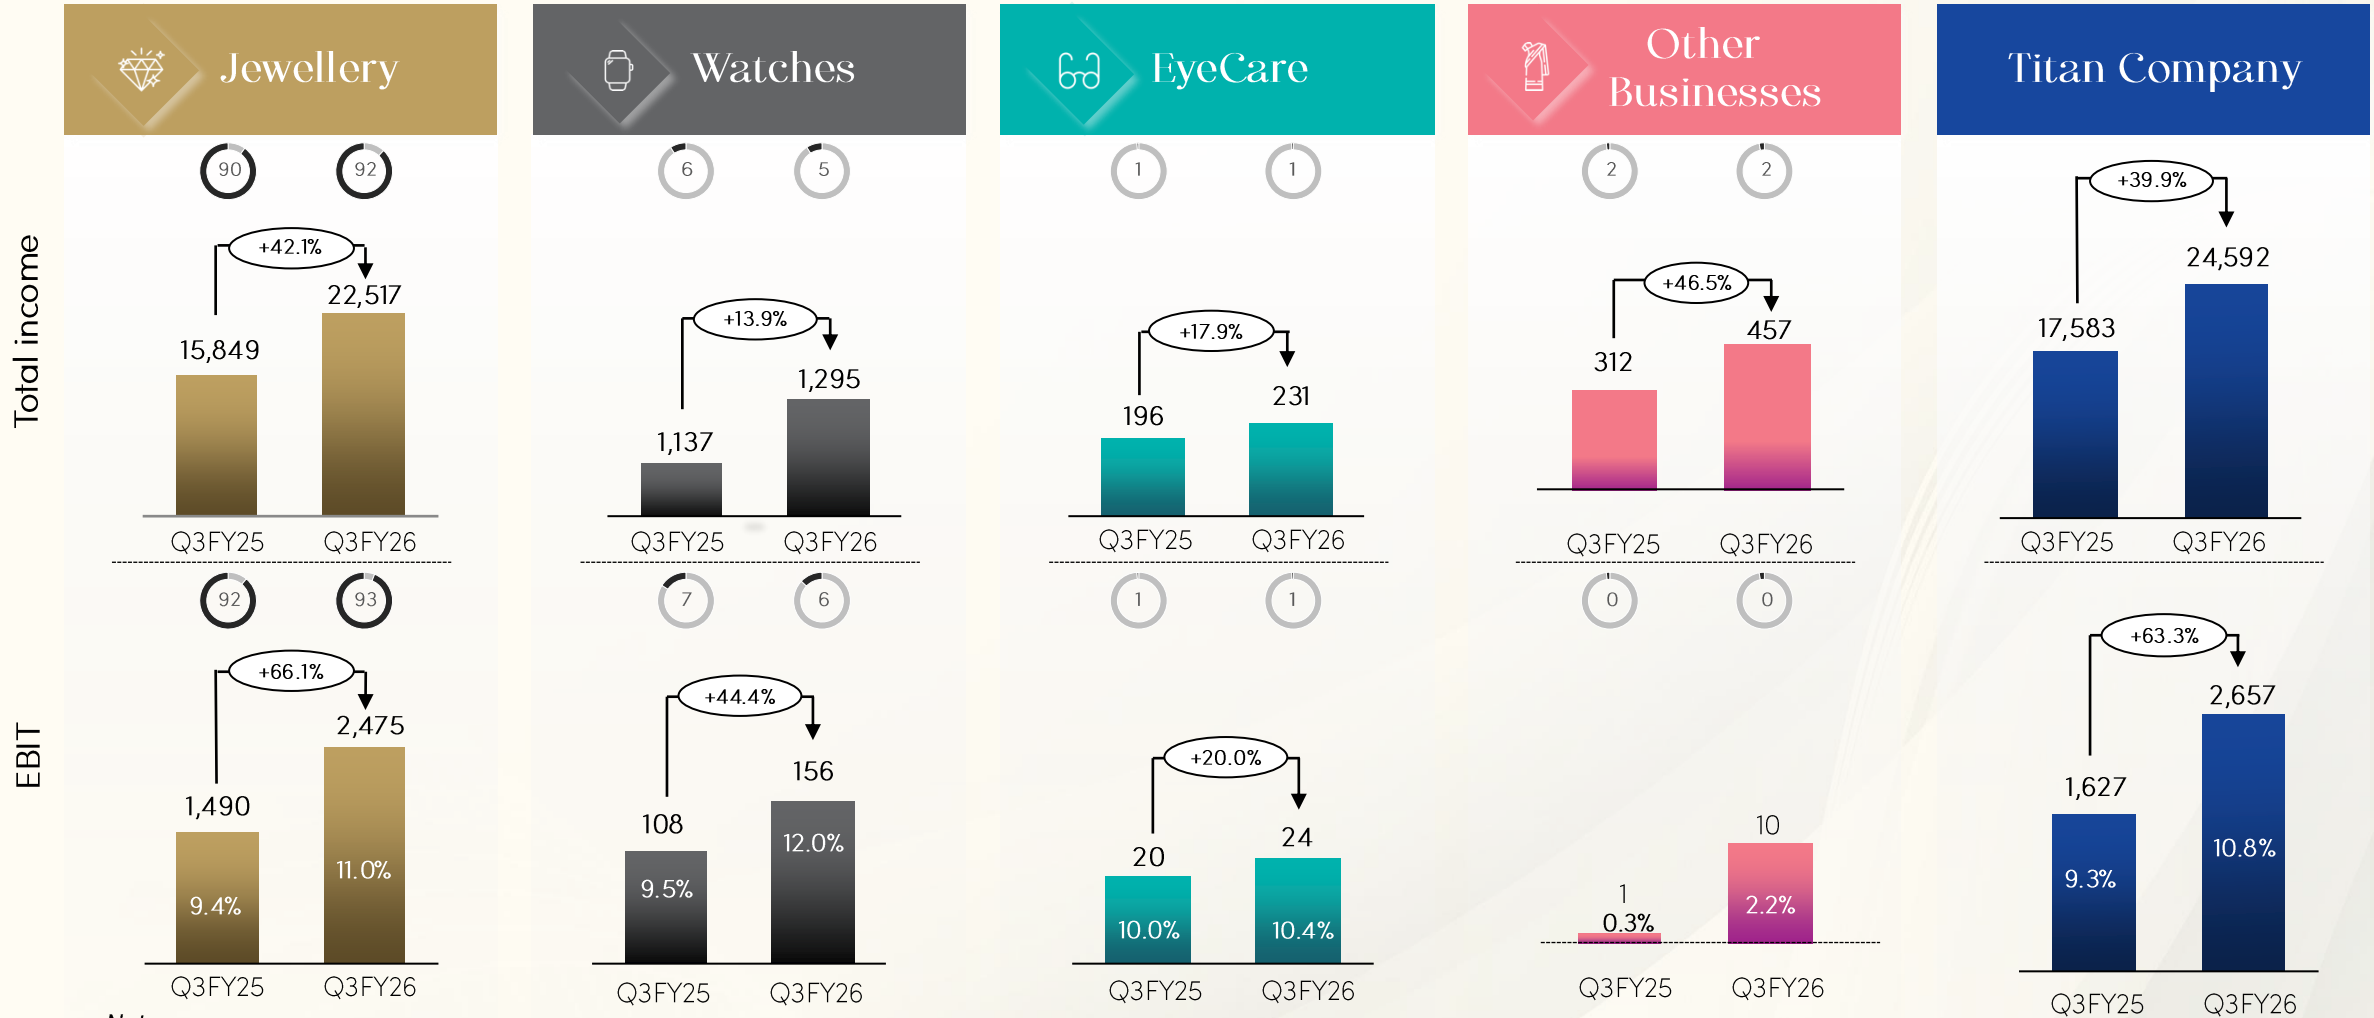 Jewellery
Watches
EyeCare
Other
Businesses
Titan Company
Total income
90
92
+42.1%
15,849
22,517
Q3FY25
Q3FY26
6
5
+13.9%
1,137
1,295
Q3FY25
Q3FY26
1
1
+17.9%
196
231
Q3FY25
Q3FY26
2
2
+46.5%
312
457
Q3FY25
Q3FY26
+39.9%
17,583
24,592
Q3FY25
Q3FY26
EBIT
92
93
+66.1%
1,490
2,475
9.4%
11.0%
Q3FY25
Q3FY26
7
6
+44.4%
108
156
9.5%
12.0%
Q3FY25
Q3FY26
1
1
+20.0%
20
24
10.0%
10.4%
Q3FY25
Q3FY26
0
0
1
10
0.3%
2.2%
Q3FY25
Q3FY26
+63.3%
1,627
2,657
9.3%
10.8%
Q3FY25
Q3FY26